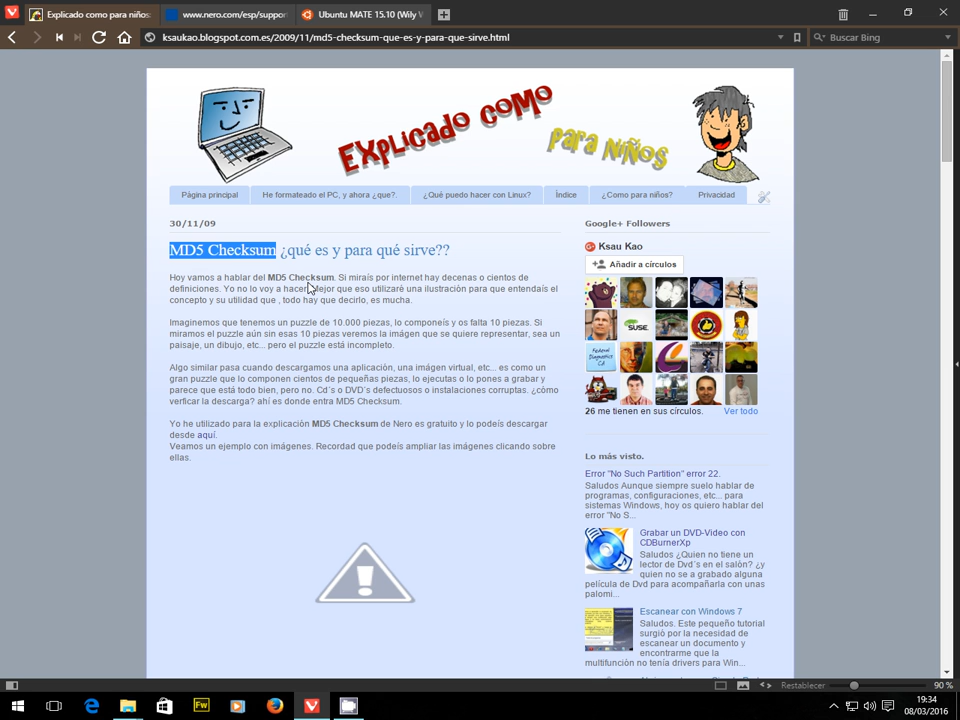 Explicado como para niños:
www.nero.com/esp/suppor
Ubuntu MATE 15.10 (Wily W
ksaukao.blogspot.com.es/2009/11/md5-checksum-que-es-y-para-que-sirve.html
Buscar Bing
EXPLICADO COMO
PARA NIÑOS
Página principal
He formateado el PC, y ahora ¿que?.
¿Qué puedo hacer con Linux?
Índice
¿Como para niños?
Privacidad
30/11/09
MD5 Checksum ¿qué es y para qué sirve??
Hoy vamos a hablar del MD5 Checksum. Si miraís por internet hay decenas o cientos de
definiciones. Yo no lo voy a hacer, mejor que eso utilizaré una ilustración para que entendaís el
concepto y su utilidad que , todo hay que decirlo, es mucha.
Imaginemos que tenemos un puzzle de 10.000 piezas, lo componeís y os falta 10 piezas. Si
miramos el puzzle aún sin esas 10 piezas veremos la imágen que se quiere representar, sea un
paisaje, un dibujo, etc... pero el puzzle está incompleto.
Algo similar pasa cuando descargamos una aplicación, una imágen virtual, etc... es como un
gran puzzle que lo componen cientos de pequeñas piezas, lo ejecutas o lo pones a grabar y
parece que está todo bien, pero no. Cd´s o DVD's defectuosos o instalaciones corruptas. ¿cómo
verficar la descarga? ahí es donde entra MD5 Checksum.
Yo he utilizado para la explicación MD5 Checksum de Nero es gratuito y lo podeís descargar
desde aquí.
Veamos un ejemplo con imágenes. Recordad que podeís ampliar las imágenes clicando sobre
ellas.
Google+ Followers
Ksau Kao
Añadir a círculos
SUSE
Federal
Diagnostics
CA
26 me tienen en sus círculos.
Ver todo
Lo más visto.
Error "No Such Partition" error 22.
Saludos Aunque siempre suelo hablar de
programas, configuraciones, etc... para
sistemas Windows, hoy os quiero hablar del
error "No S...
Grabar un DVD-Video con
CDBurnerXp
Saludos ¿Quien no tiene un
lector de Dvd´s en el salón? ¿y
quien no se a grabado alguna
película de Dvd para acompañarla con unas
palomi...
Escanear con Windows 7
Saludos. Este pequeño tutorial
surgió por la necesidad de
escanear un documento y
encontrarme que la
multifunción no tenía drivers para Win...
Restablecer
90 %
Fw
19:34
08/03/2016